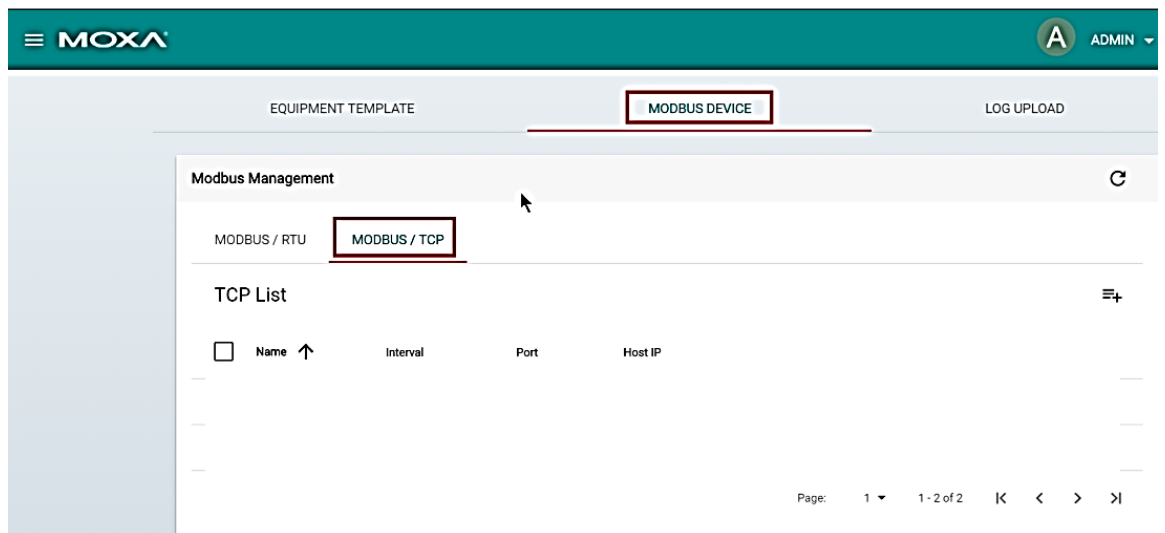 MOXA
A ADMIN
EQUIPMENT TEMPLATE MODBUS DEVICE LOG UPLOAD
Modbus Management
MODBUS / RTU MODBUS / TCP
TCP List
Name Interval Port Host IP
Page: 1 1 - 2 of 2